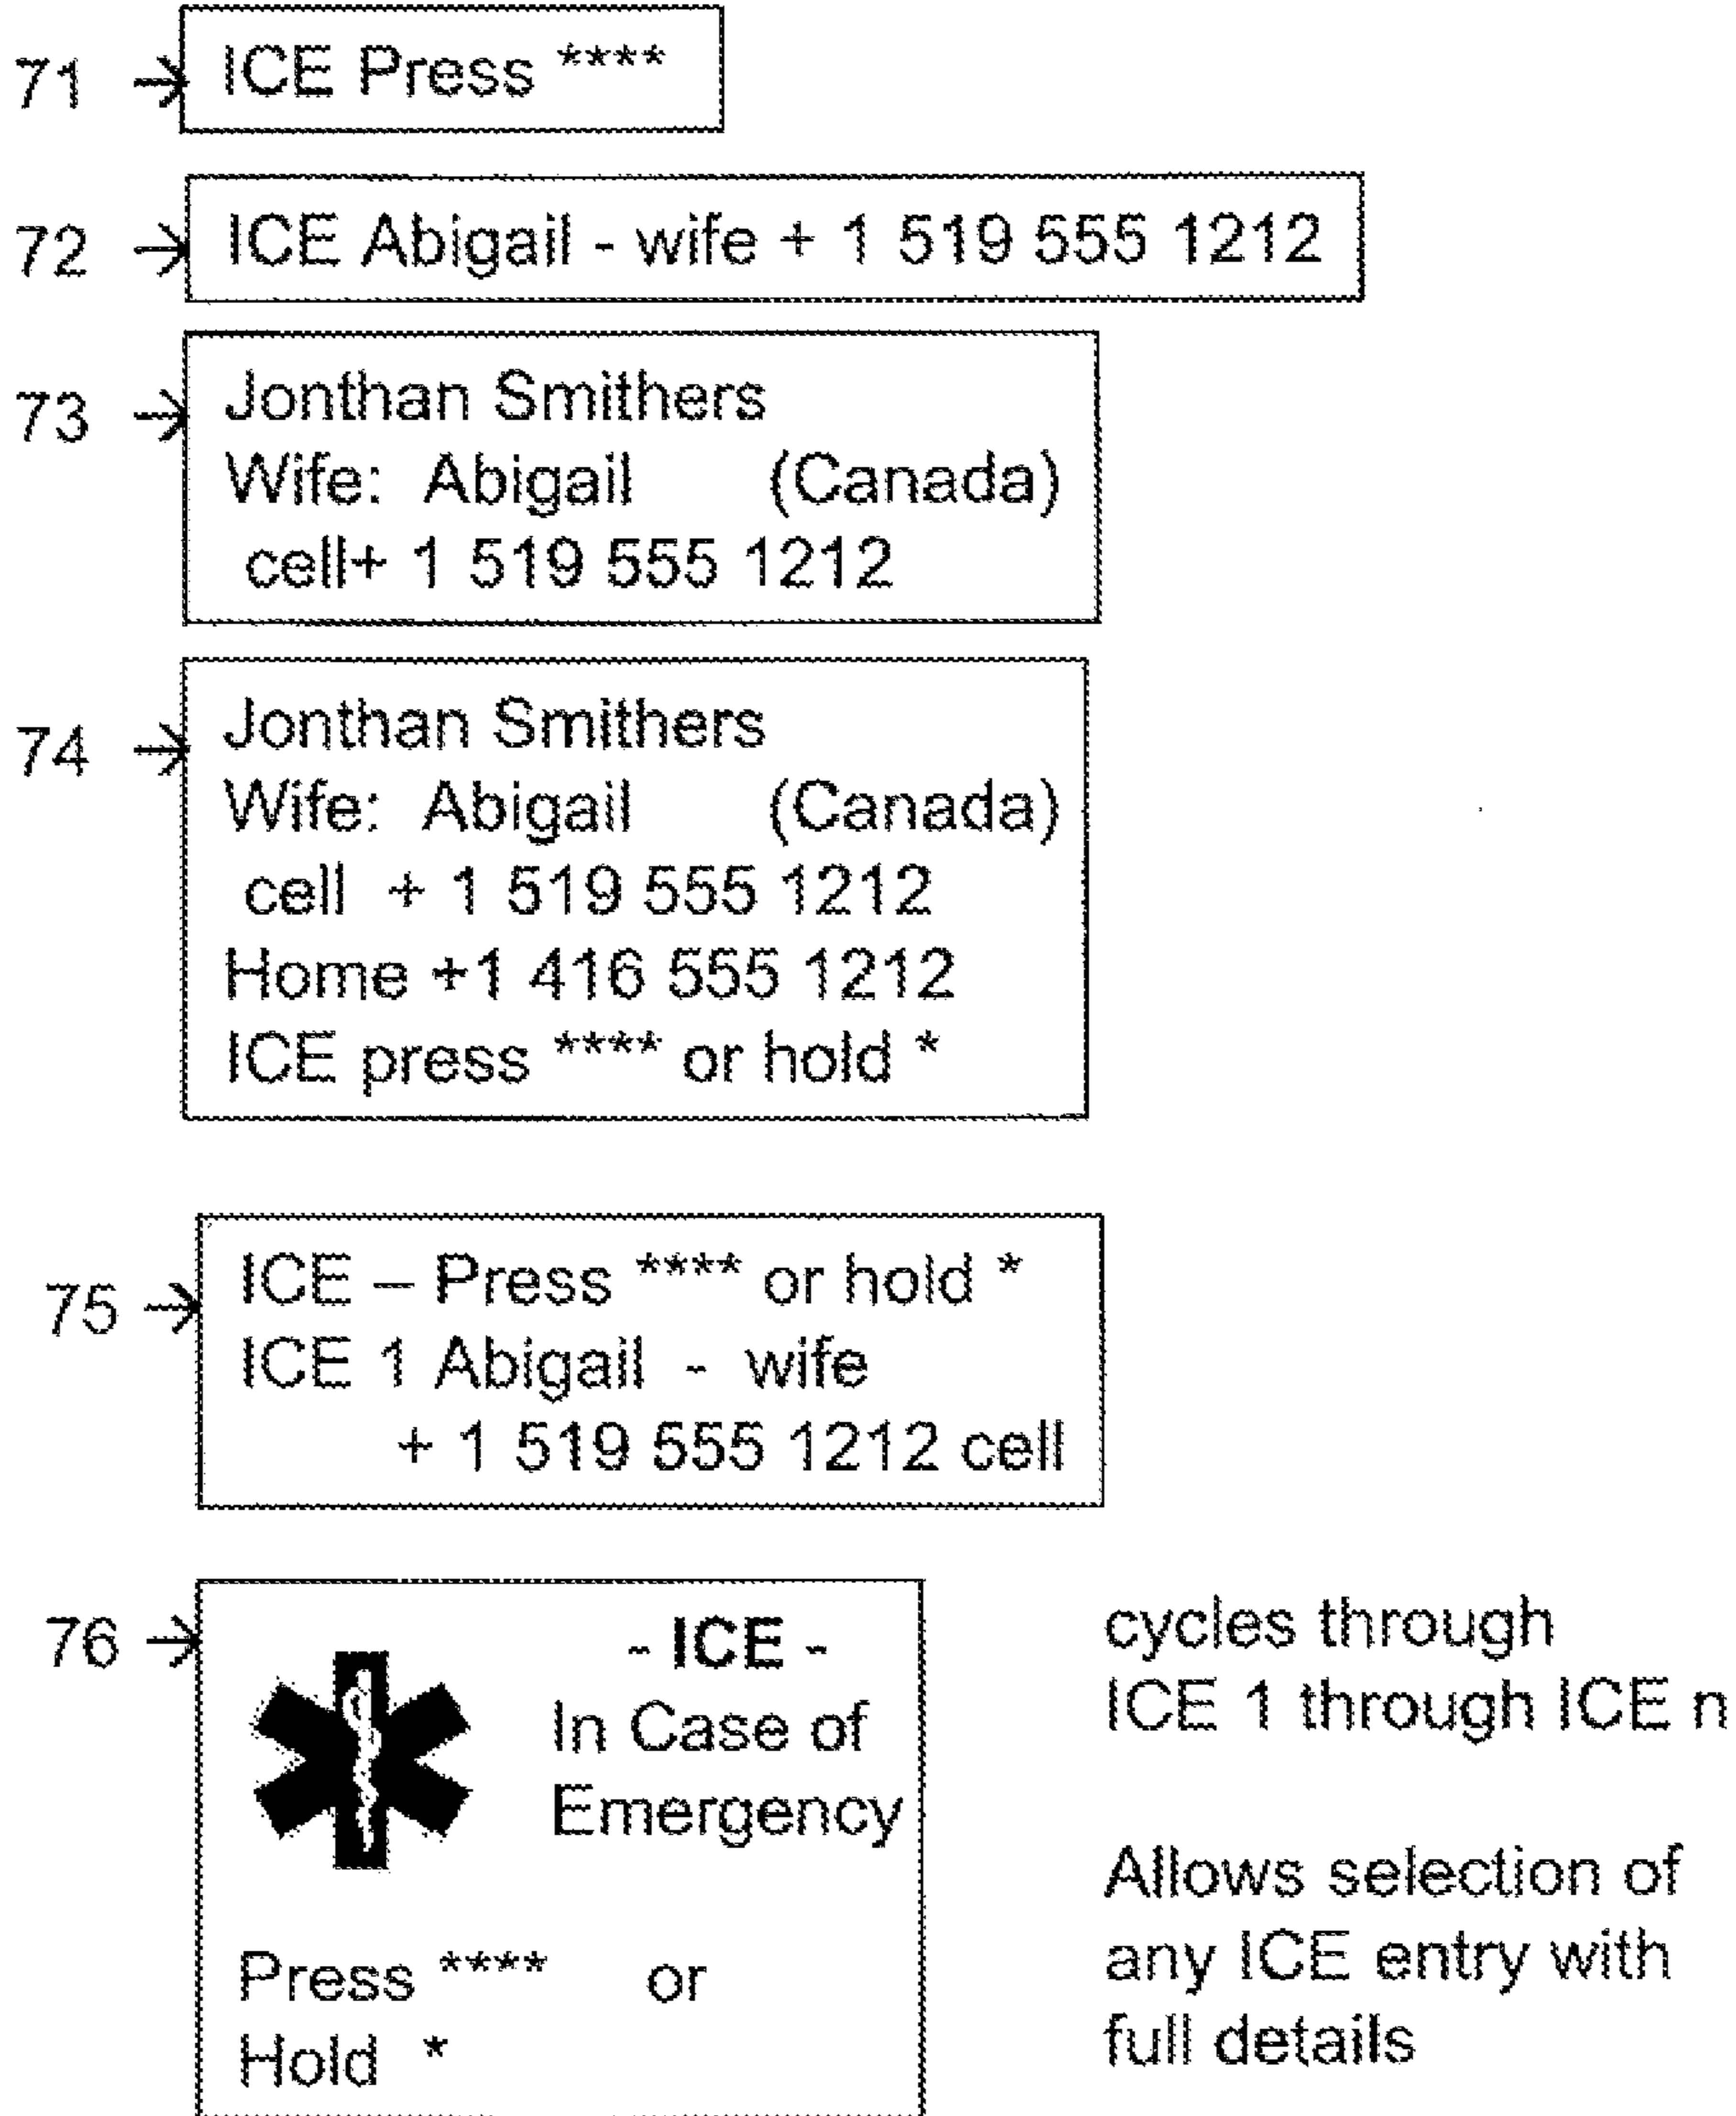 71 → ICE Press ****
72 → ICE Abigail - wife + 1 519 555 1212
73 → Jonthan Smithers
Wife: Abigail (Canada)
cell+ 1 519 555 1212
74 → Jonthan Smithers
Wife: Abigail (Canada)
cell + 1 519 555 1212
Home +1 416 555 1212
ICE press **** or hold *
75 → ICE – Press **** or hold *
ICE 1 Abigail - wife
+ 1 519 555 1212 cell
76 → - ICE -
In Case of
Emergency
Press **** or
Hold *
cycles through
ICE 1 through ICE n
Allows selection of
any ICE entry with
full details